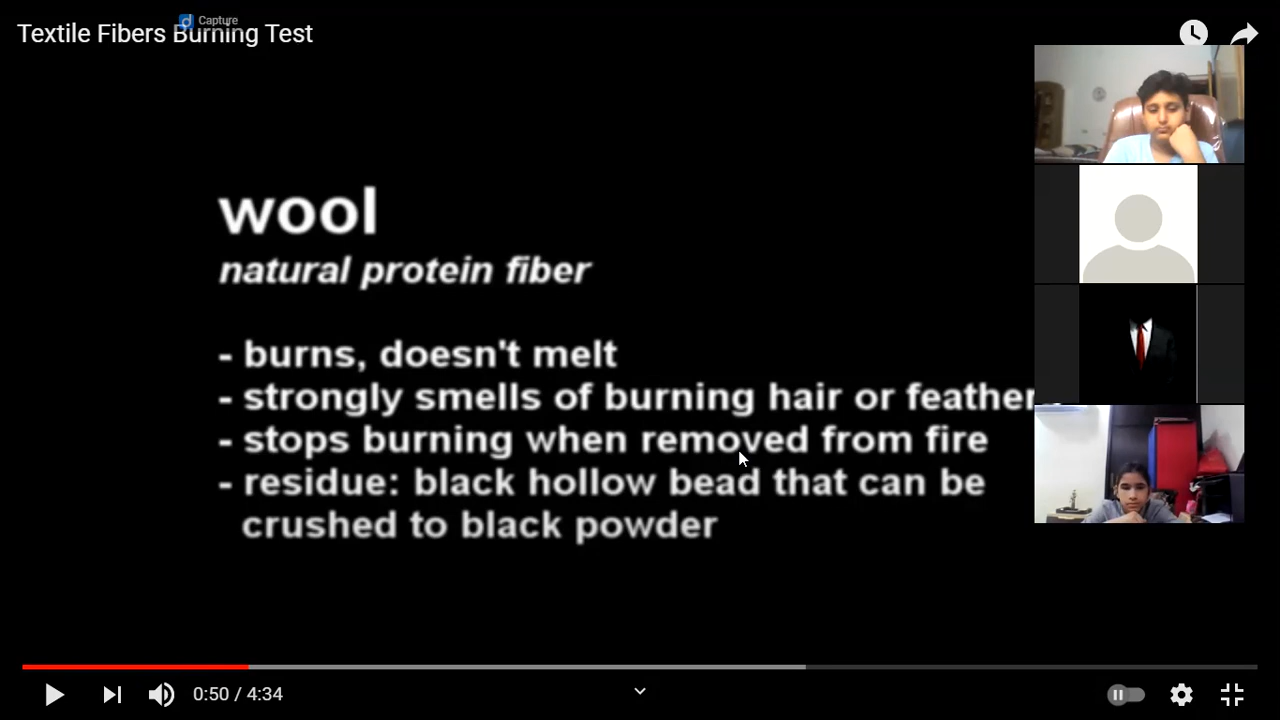 Capture
Textile Fibers Burning Test
wool
natural protein fiber
- burns, doesn't melt
- strongly smells of burning hair or feather
- stops burning when removed from fire
- residue: black hollow bead that can be
crushed to black powder
0:50 / 4:34